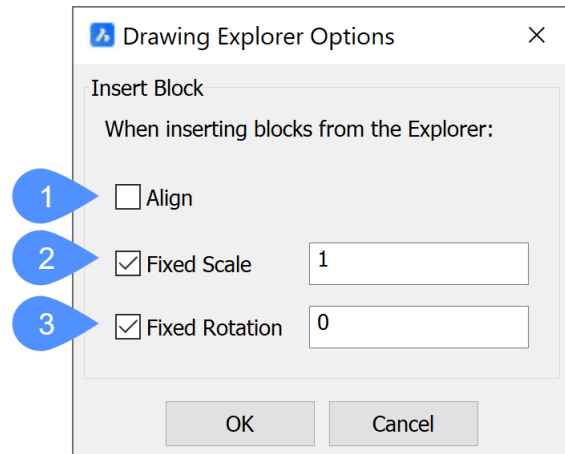 Drawing Explorer Options
Insert Block
When inserting blocks from the Explorer:
1 Align
2 Fixed Scale 1
3 Fixed Rotation 0
OK Cancel